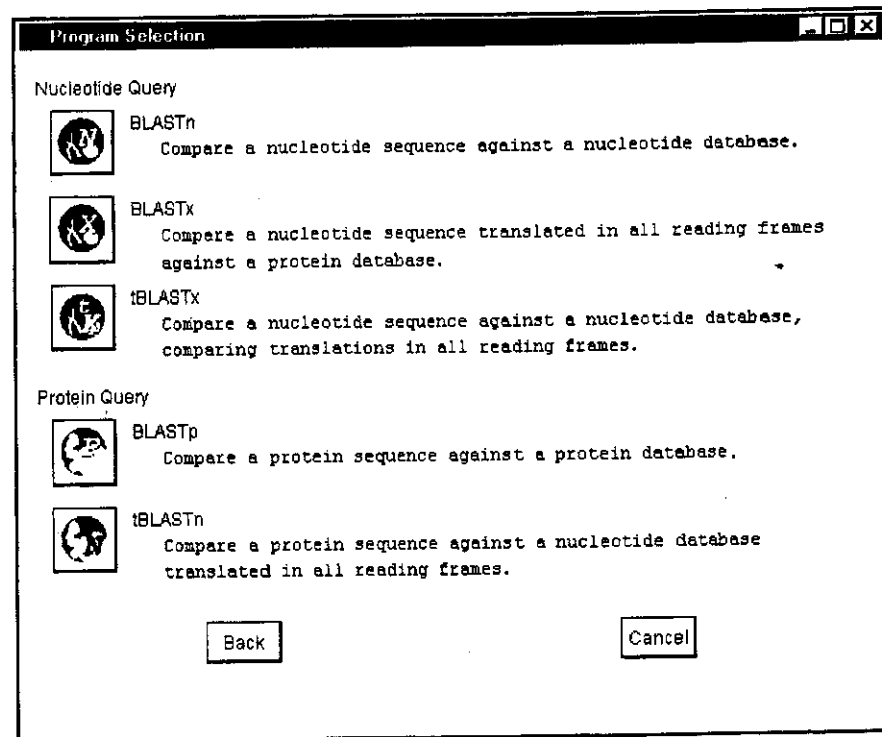 Program Selection
Nucleotide Query
BLASTn
Compare a nucleotide sequence against a nucleotide database.
BLASTx
Compare a nucleotide sequence translated in all reading frames
against a protein database.
tBLASTx
Compare a nucleotide sequence against a nucleotide database,
comparing translations in all reading frames.
Protein Query
BLASTp
Compare a protein sequence against a protein database.
tBLASTn
Compare a protein sequence against a nucleotide database
translated in all reading frames.
Back
Cancel